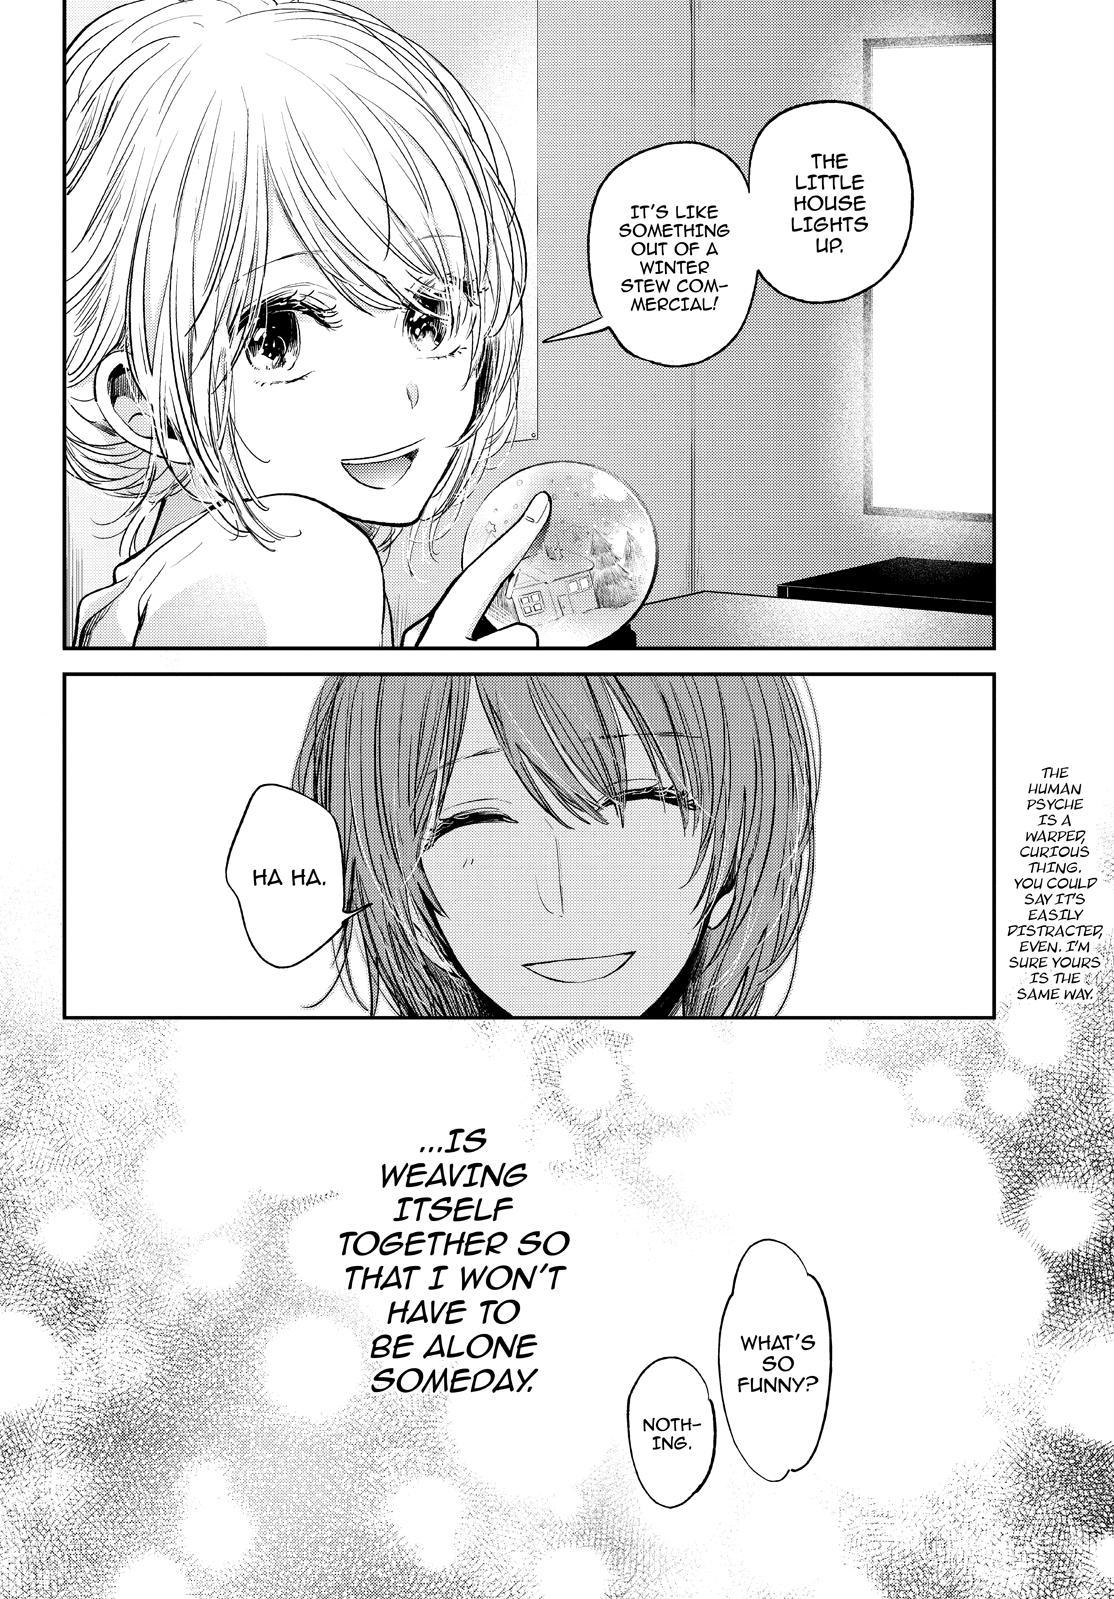 THE
LITTLE
HOUSE
LIGHTS
UP.
IT'S LIKE
SOMETHING
OUT OF A
WINTER
STEW COM-
MERCIAL!
HA HA.
THE
HUMAN
PSYCHE
IS A
WARPED,
CURIOUS
THING.
YOU COULD
SAY IT'S
EASILY
DISTRACTED,
EVEN. I'M
SURE YOURS
IS THE
SAME WAY.
...IS
WEAVING
ITSELF
TOGETHER SO
THAT I WON'T
HAVE TO
BE ALONE
SOMEDAY.
WHAT'S
SO
FUNNY?
NOTH-
ING.